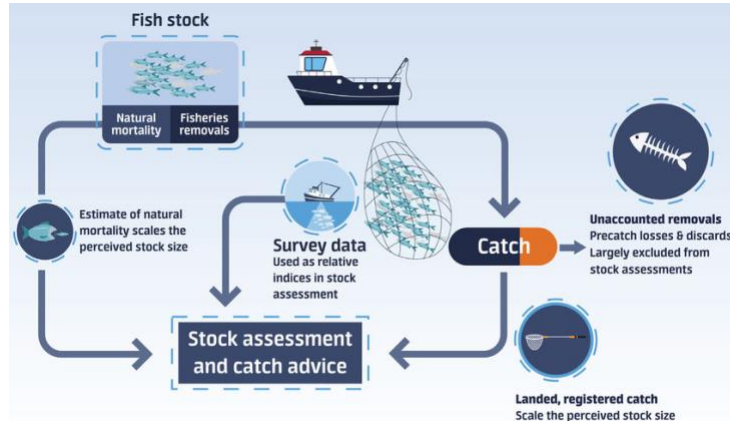 Fish stock
Natural
mortality
Fisheries
removals
Estimate of natural
mortality scales the
perceived stock size
Survey data
Used as relative
indices in stock
assessment
Catch
Unaccounted removals
Precatch losses & discards
Largely excluded from
stock assessments
Stock assessment
and catch advice
Landed, registered catch
Scale the perceived stock size